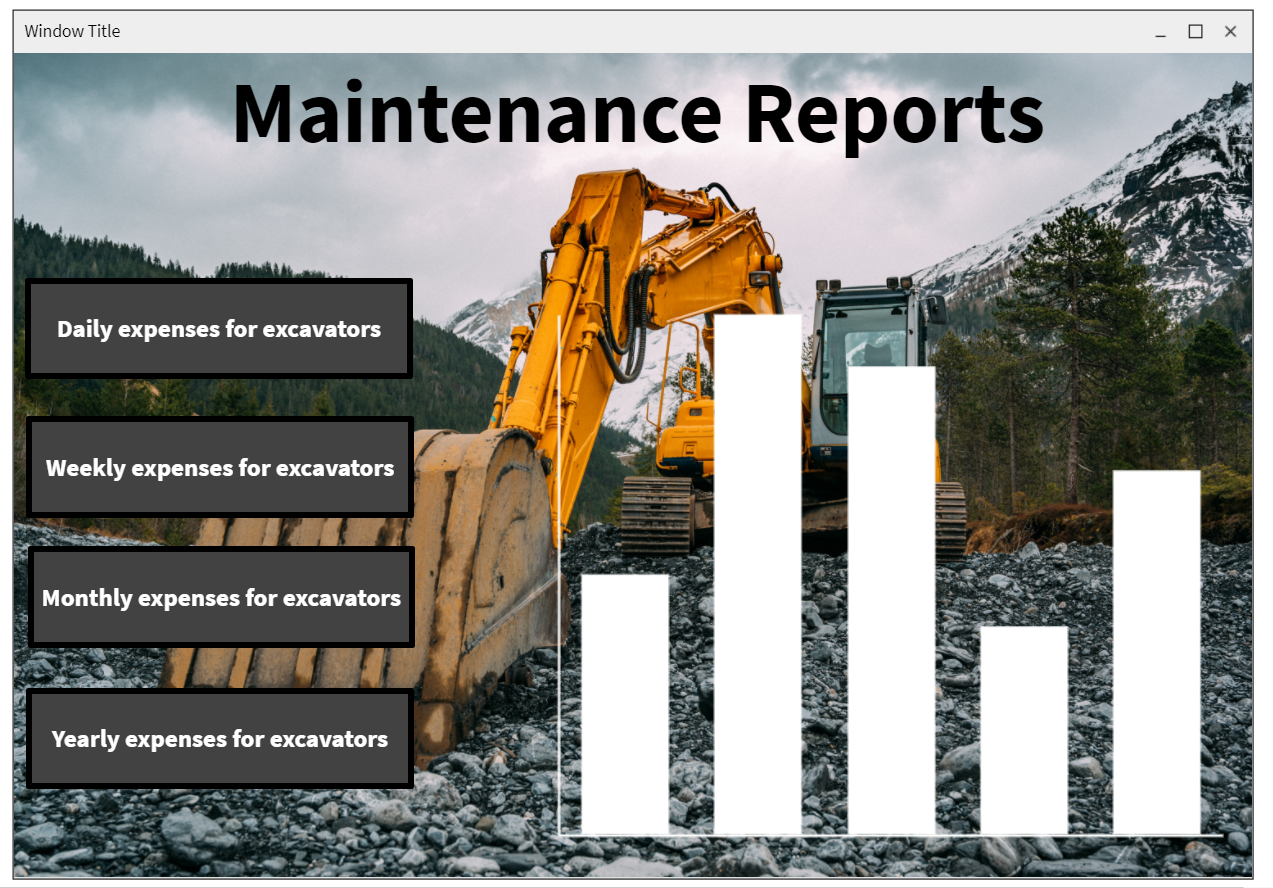 Window Title
Maintenance Reports
Daily expenses for excavators
Weekly expenses for excavators
Monthly expenses for excavators
Yearly expenses for excavators